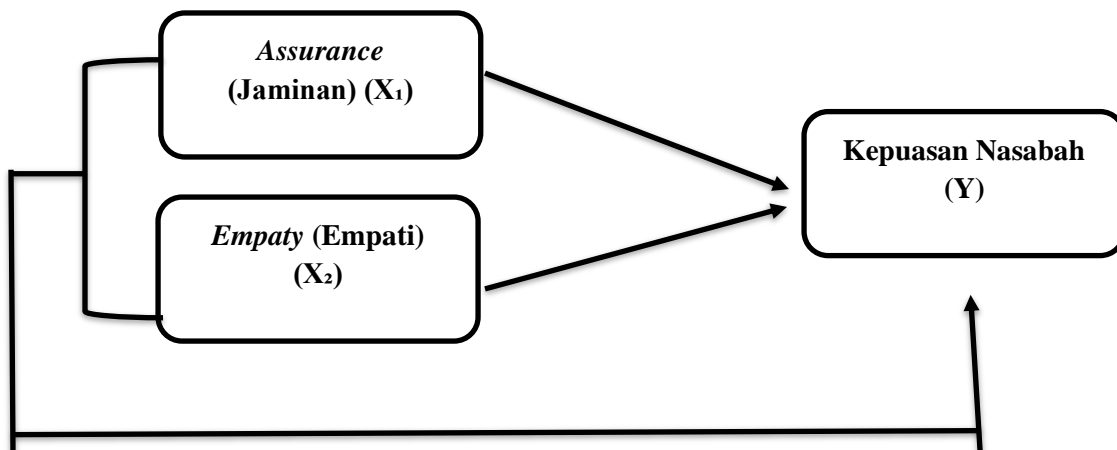 Assurance
(Jaminan) (X₁)
Kepuasan Nasabah
(Y)
Empaty (Empati)
(X₂)